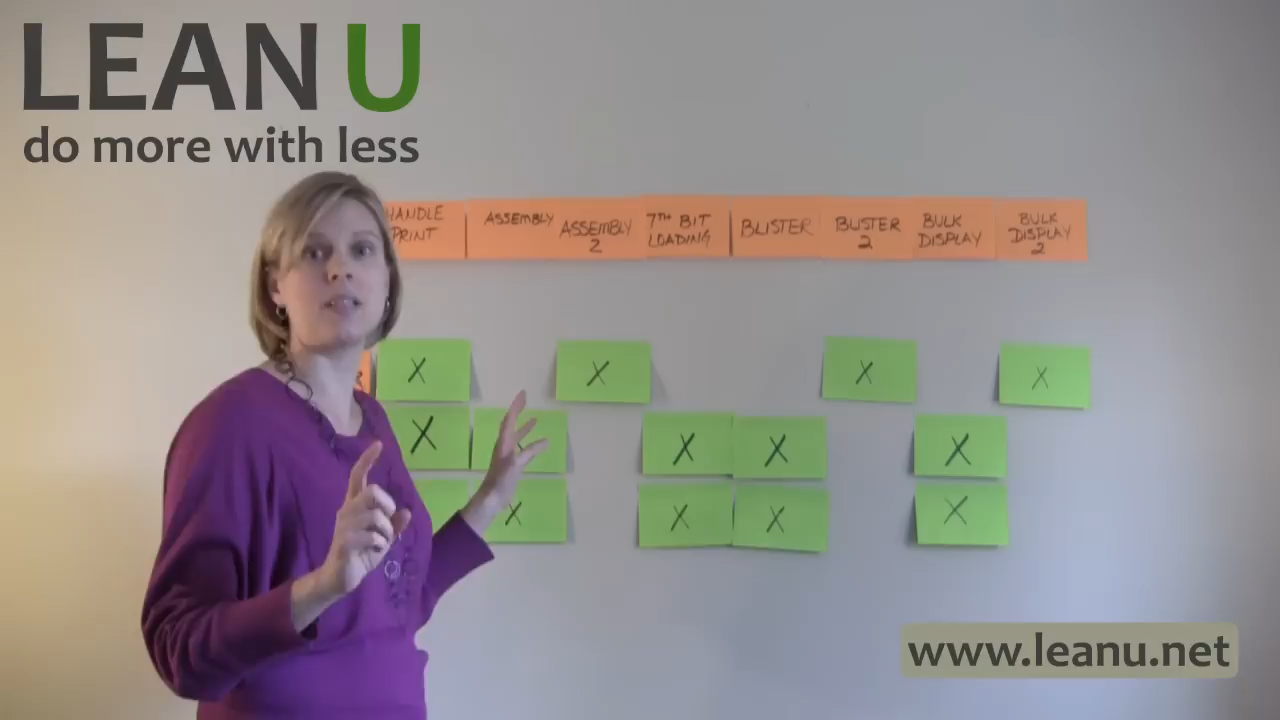 LEAN U
do more with less
HANDLE
PRINT
ASSEMBLY
ASSEMBLY
2
7TH BIT
LOADING
BLISTER
BLISTER
2
BULK
DISPLAY
BULK
DISPLAY
2
X X X X
X X X X
X X X X
www.leanu.net